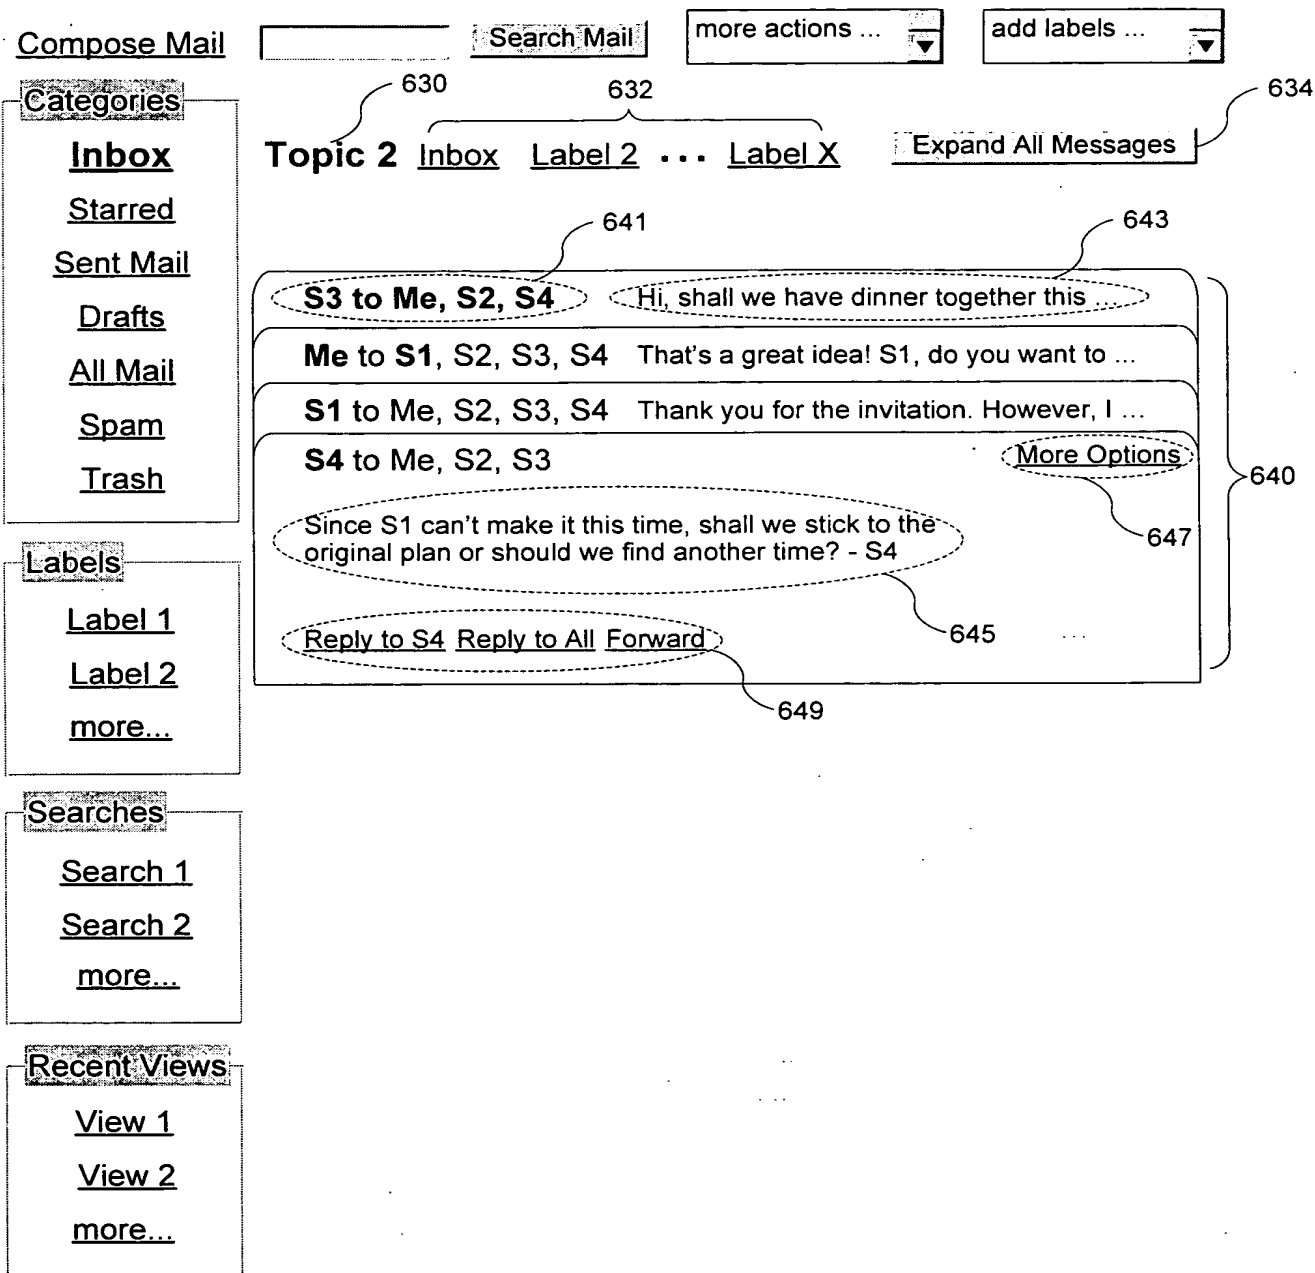 Compose Mail Search Mail more actions ... add labels ...
630 632 634
Categories
Inbox
Starred
Sent Mail
Drafts
All Mail
Spam
Trash
Topic 2 Inbox Label 2 ... Label X Expand All Messages
641 643
S3 to Me, S2, S4 Hi, shall we have dinner together this ...
Me to S1, S2, S3, S4 That's a great idea! S1, do you want to ...
S1 to Me, S2, S3, S4 Thank you for the invitation. However, I ...
S4 to Me, S2, S3 More Options
640
647
Since S1 can't make it this time, shall we stick to the
original plan or should we find another time? - S4
645
Reply to S4 Reply to All Forward ...
649
Labels
Label 1
Label 2
more...
Searches
Search 1
Search 2
more...
Recent Views
View 1
View 2
more...